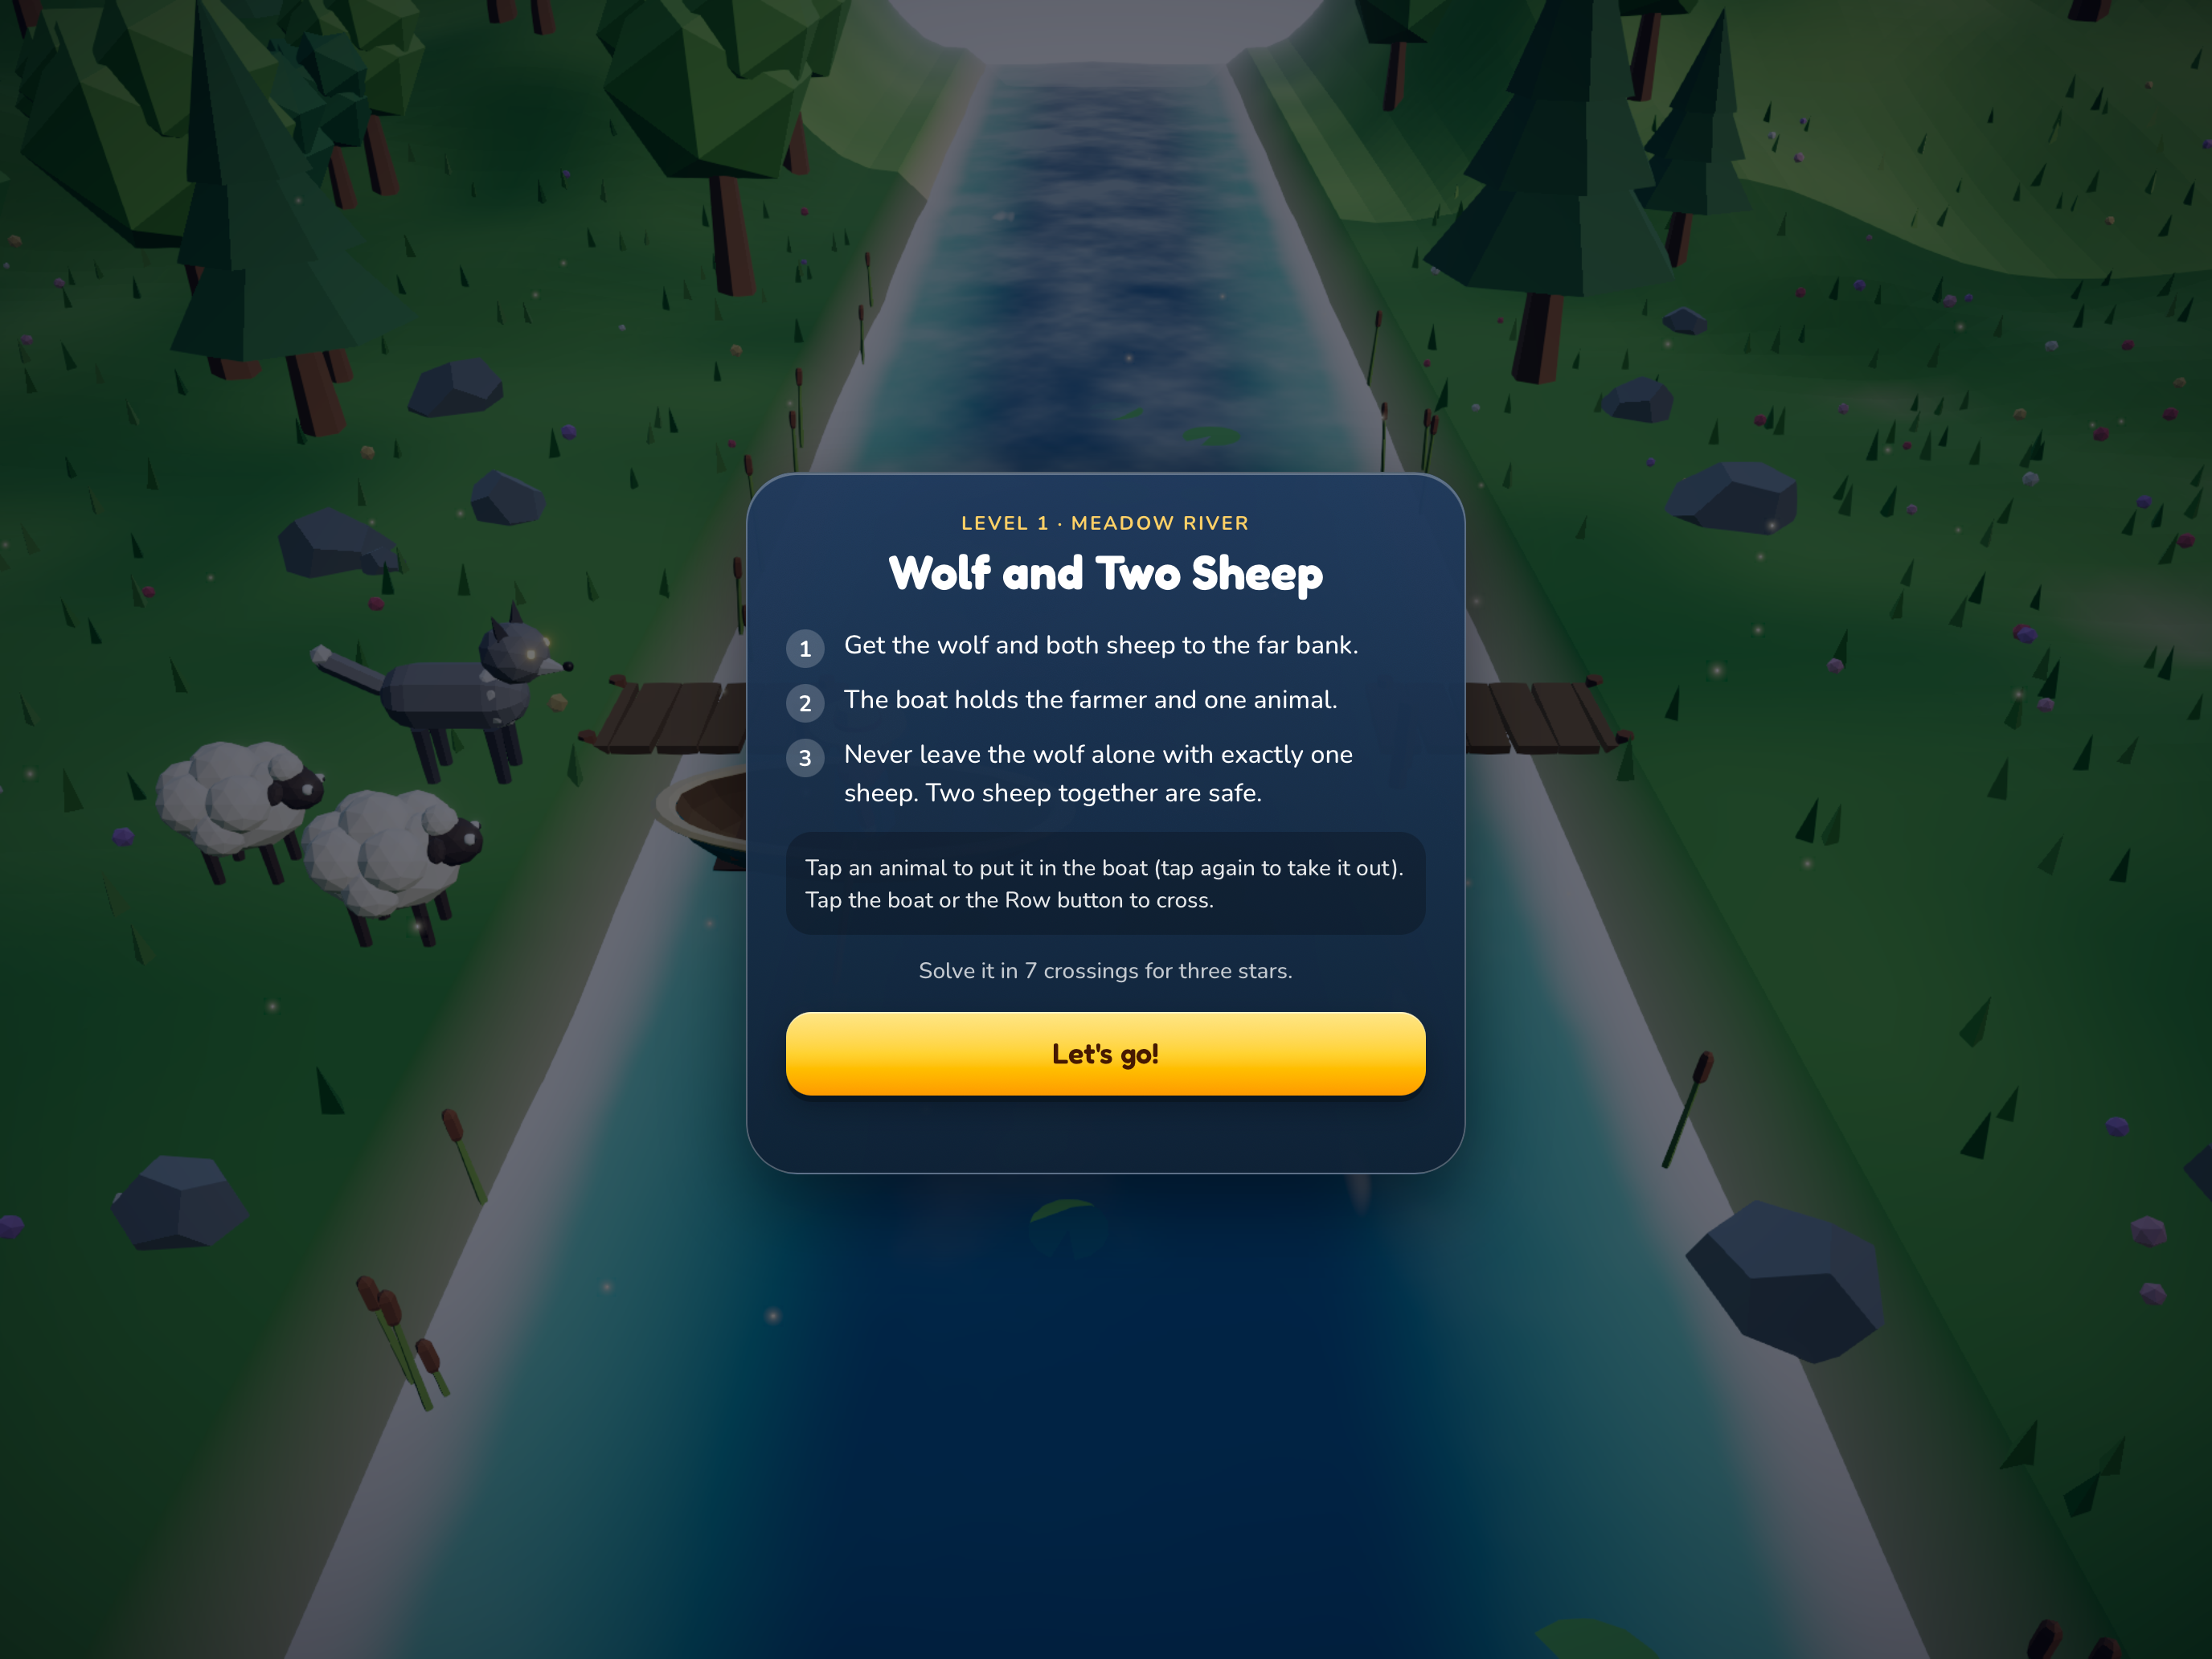 LEVEL 1 · MEADOW RIVER
Wolf and Two Sheep
1 Get the wolf and both sheep to the far bank.
2 The boat holds the farmer and one animal.
3 Never leave the wolf alone with exactly one
sheep. Two sheep together are safe.
Tap an animal to put it in the boat (tap again to take it out).
Tap the boat or the Row button to cross.
Solve it in 7 crossings for three stars.
Let's go!